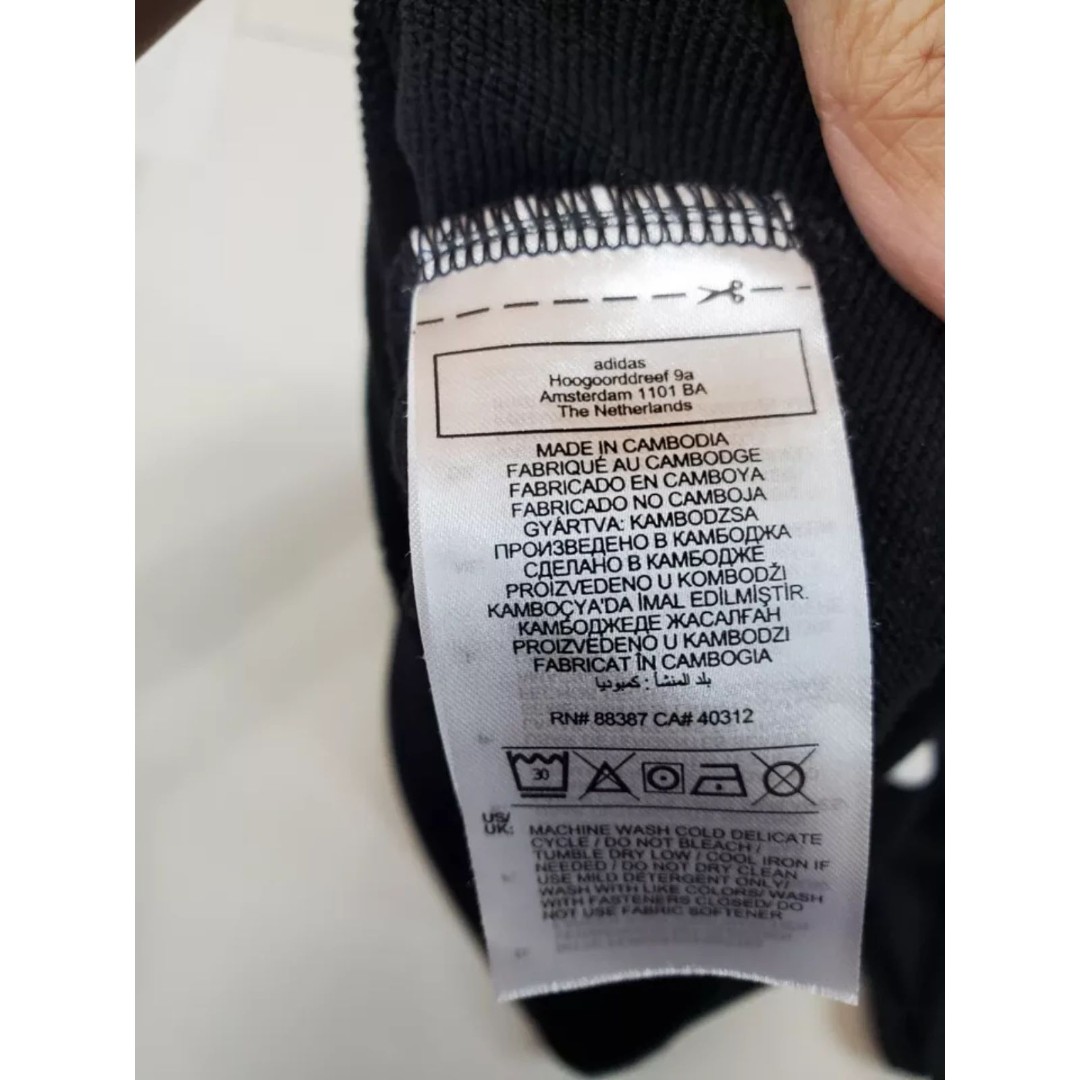 adidas
Hoogoorddreef 9a
Amsterdam 1101 BA
The Netherlands
MADE IN CAMBODIA
FABRIQUÉ AU CAMBODGE
FABRICADO EN CAMBOYA
FABRICADO NO CAMBOJA
GYÁRTVA: KAMBODZSA
ПРОИЗВЕДЕНО В КАМБОДЖА
СДЕЛАНО В КАМБОДЖЕ
PROIZVEDENO U KOMBODŽI
KAMBOÇYA'DA İMAL EDİLMİŞTİR.
КАМБОДЖЕДЕ ЖАСАЛҒАН
PROIZVEDENO U KAMBODZI
FABRICAT ÎN CAMBOGIA
بلد المنشأ : كمبوديا
RN# 88387 CA# 40312
30
US/
UK:
MACHINE WASH COLD DELICATE
CYCLE / DO NOT BLEACH /
TUMBLE DRY LOW / COOL IRON IF
NEEDED / DO NOT DRY CLEAN
USE MILD DETERGENT ONLY/
WASH WITH LIKE COLORS/ WASH
WITH FASTENERS CLOSED/ DO
NOT USE FABRIC SOFTENER